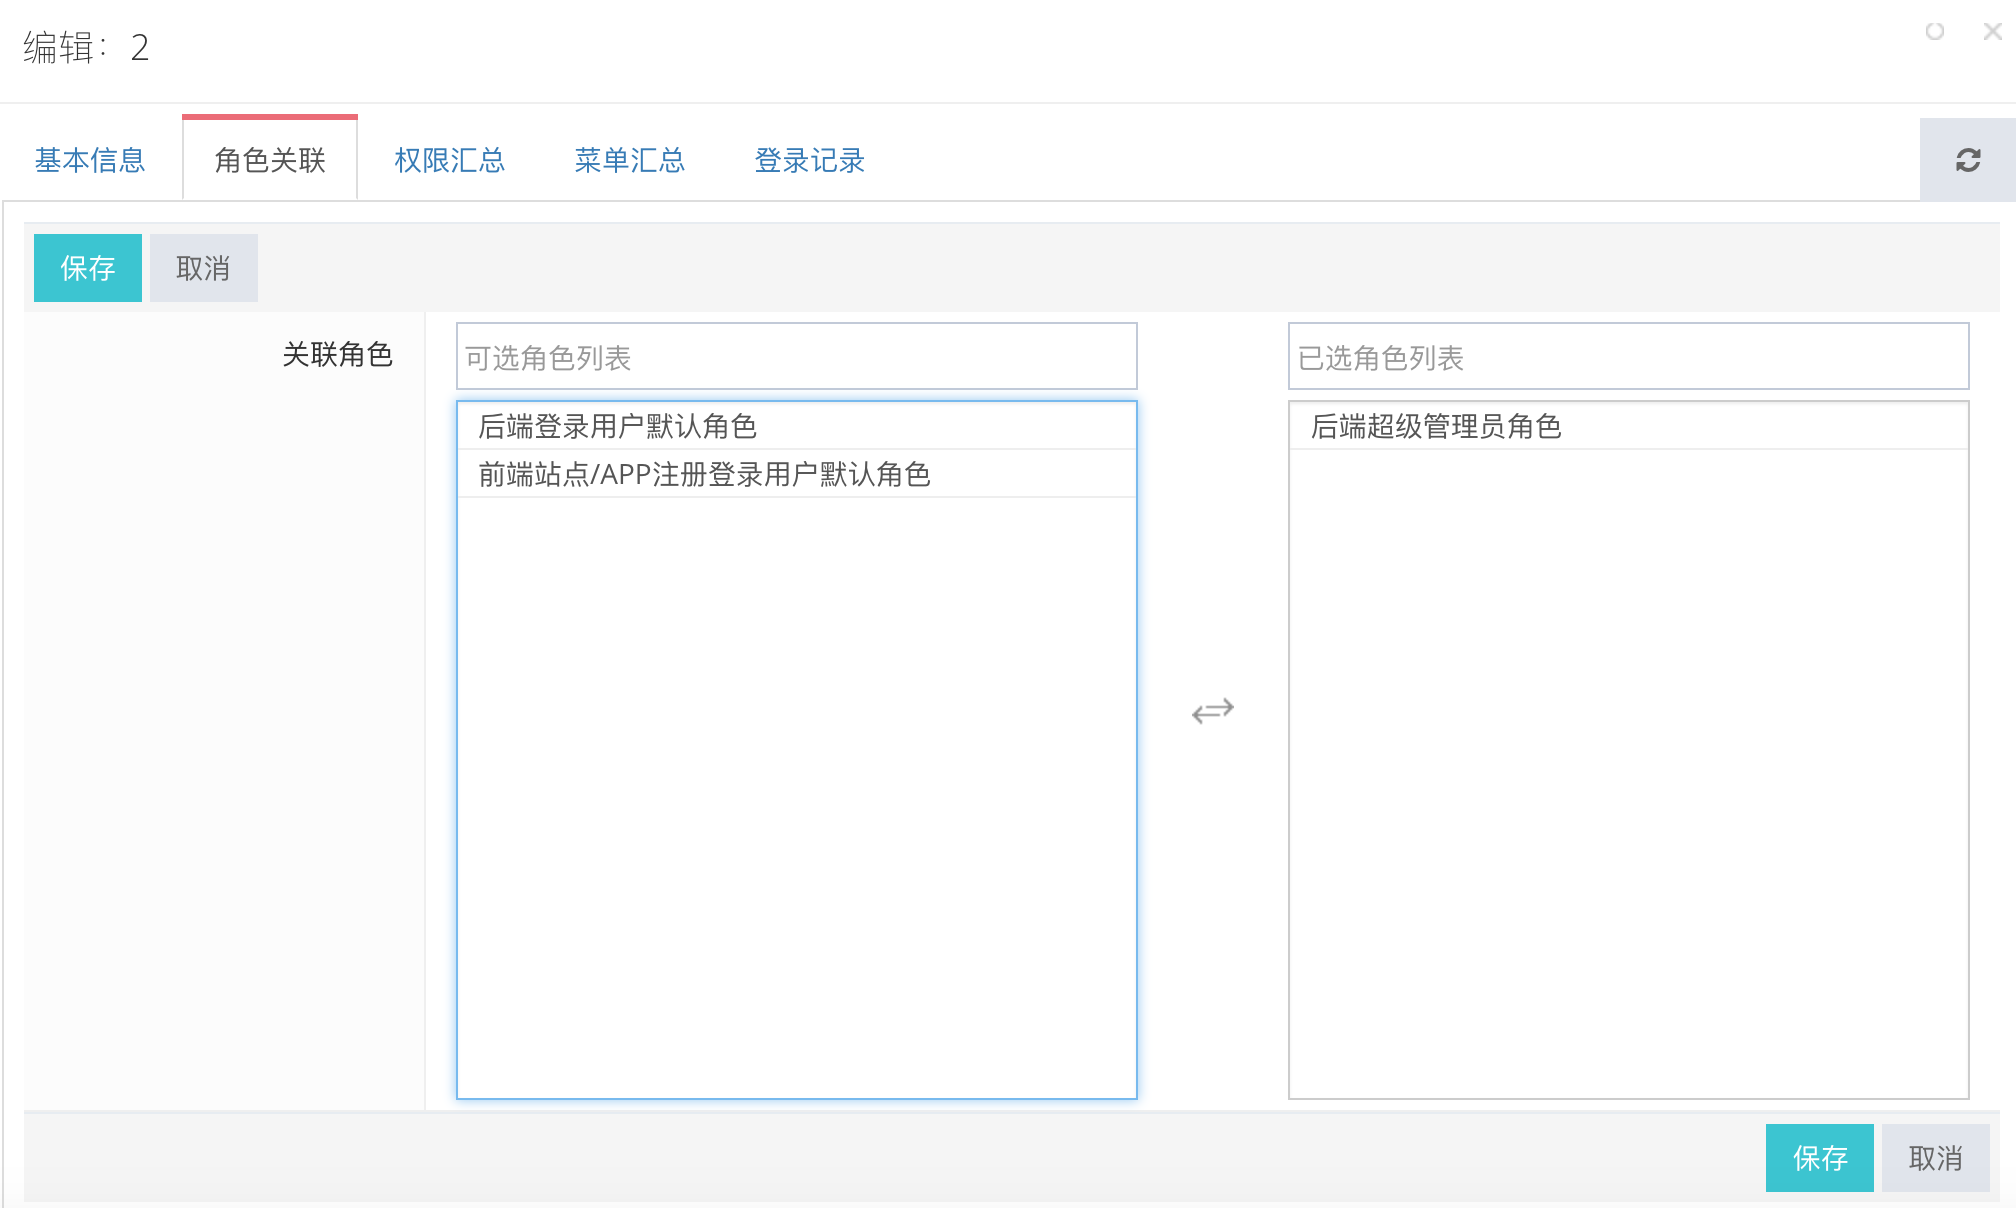 编辑：2
基本信息 角色关联 权限汇总 菜单汇总 登录记录
保存 取消
关联角色
可选角色列表
后端登录用户默认角色
前端站点/APP注册登录用户默认角色
已选角色列表
后端超级管理员角色
保存 取消